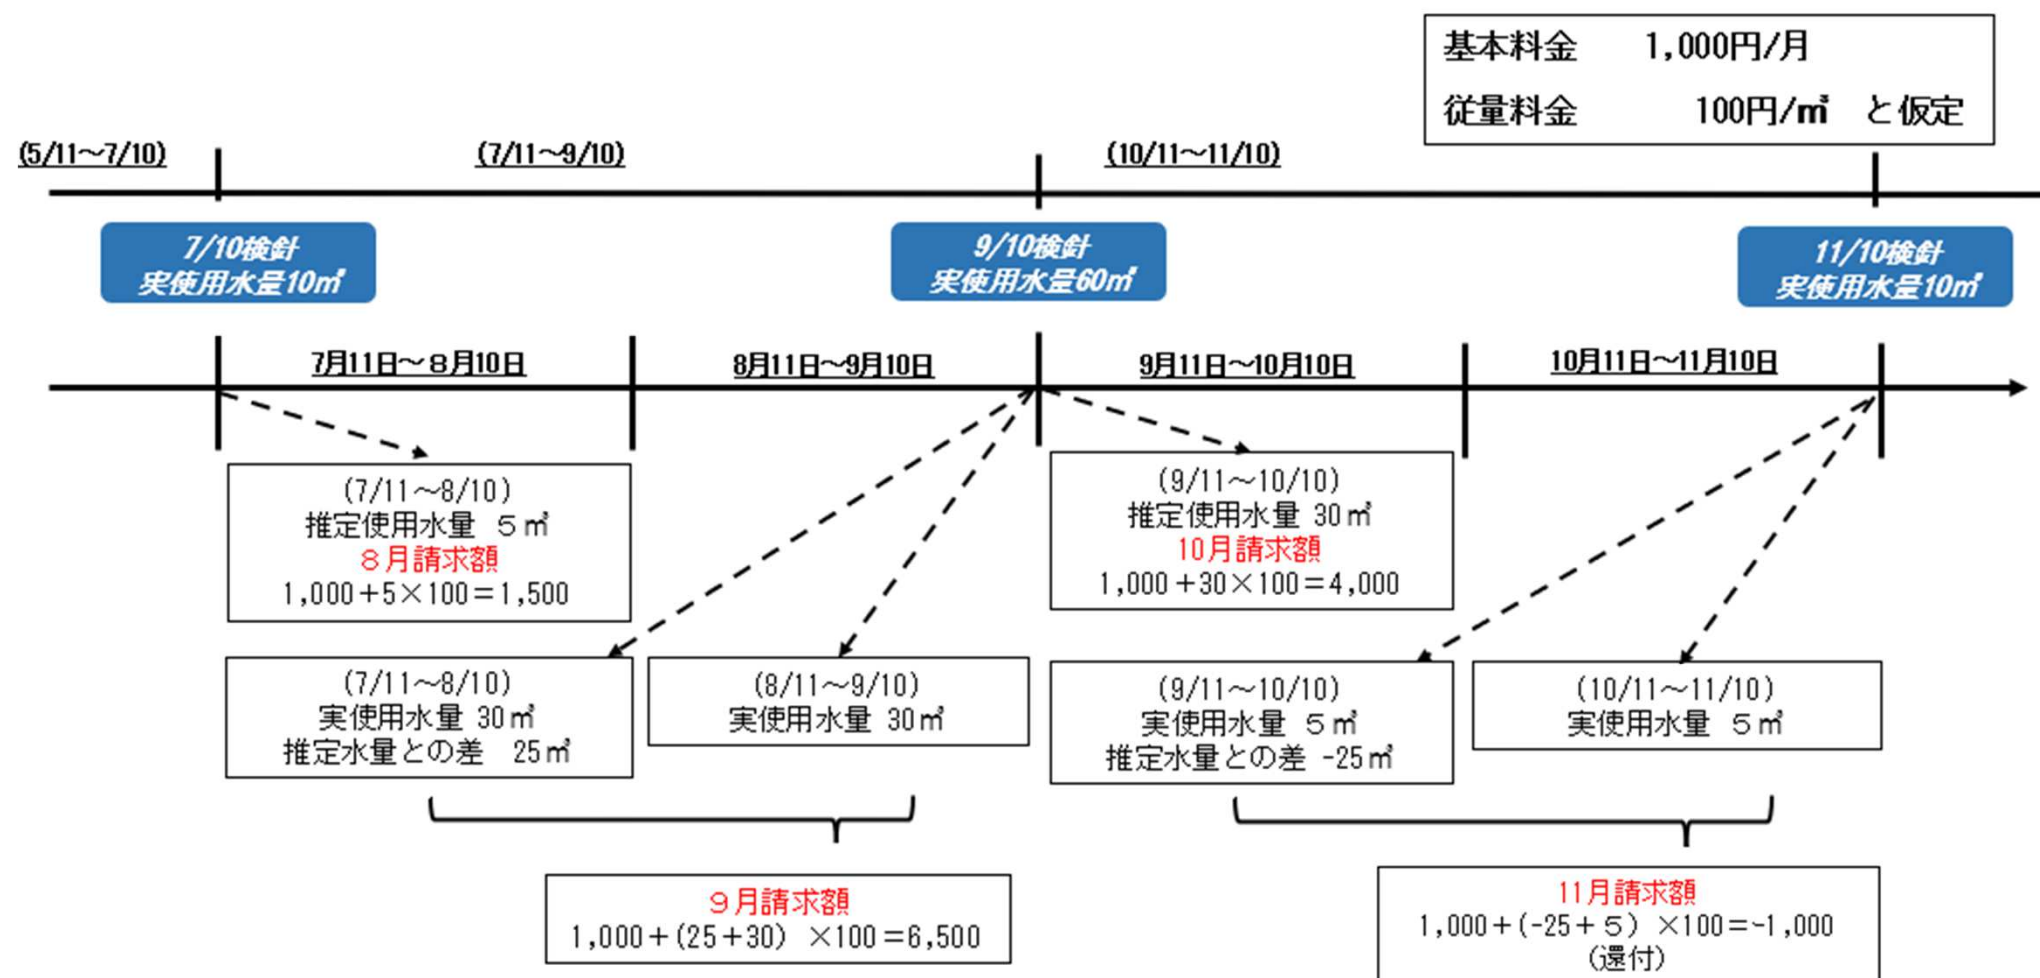 基本料金　　1,000円/月
従量料金　　　100円/㎥　と仮定
(5/11～7/10)
(7/11～9/10)
(10/11～11/10)
7/10検針
実使用水量10㎥
9/10検針
実使用水量60㎥
11/10検針
実使用水量10㎥
7月11日～８月10日
8月11日～9月10日
9月11日～10月10日
10月11日～11月10日
(7/11～8/10)
推定使用水量 ５㎥
８月請求額
1,000+5×100=1,500
(9/11～10/10)
推定使用水量 30㎥
10月請求額
1,000+30×100=4,000
(7/11～8/10)
実使用水量 30㎥
推定水量との差　25㎥
(8/11～9/10)
実使用水量 30㎥
(9/11～10/10)
実使用水量 ５㎥
推定水量との差 -25㎥
(10/11～11/10)
実使用水量 ５㎥
９月請求額
1,000+(25+30) ×100=6,500
11月請求額
1,000+(-25+５) ×100=-1,000
(還付)